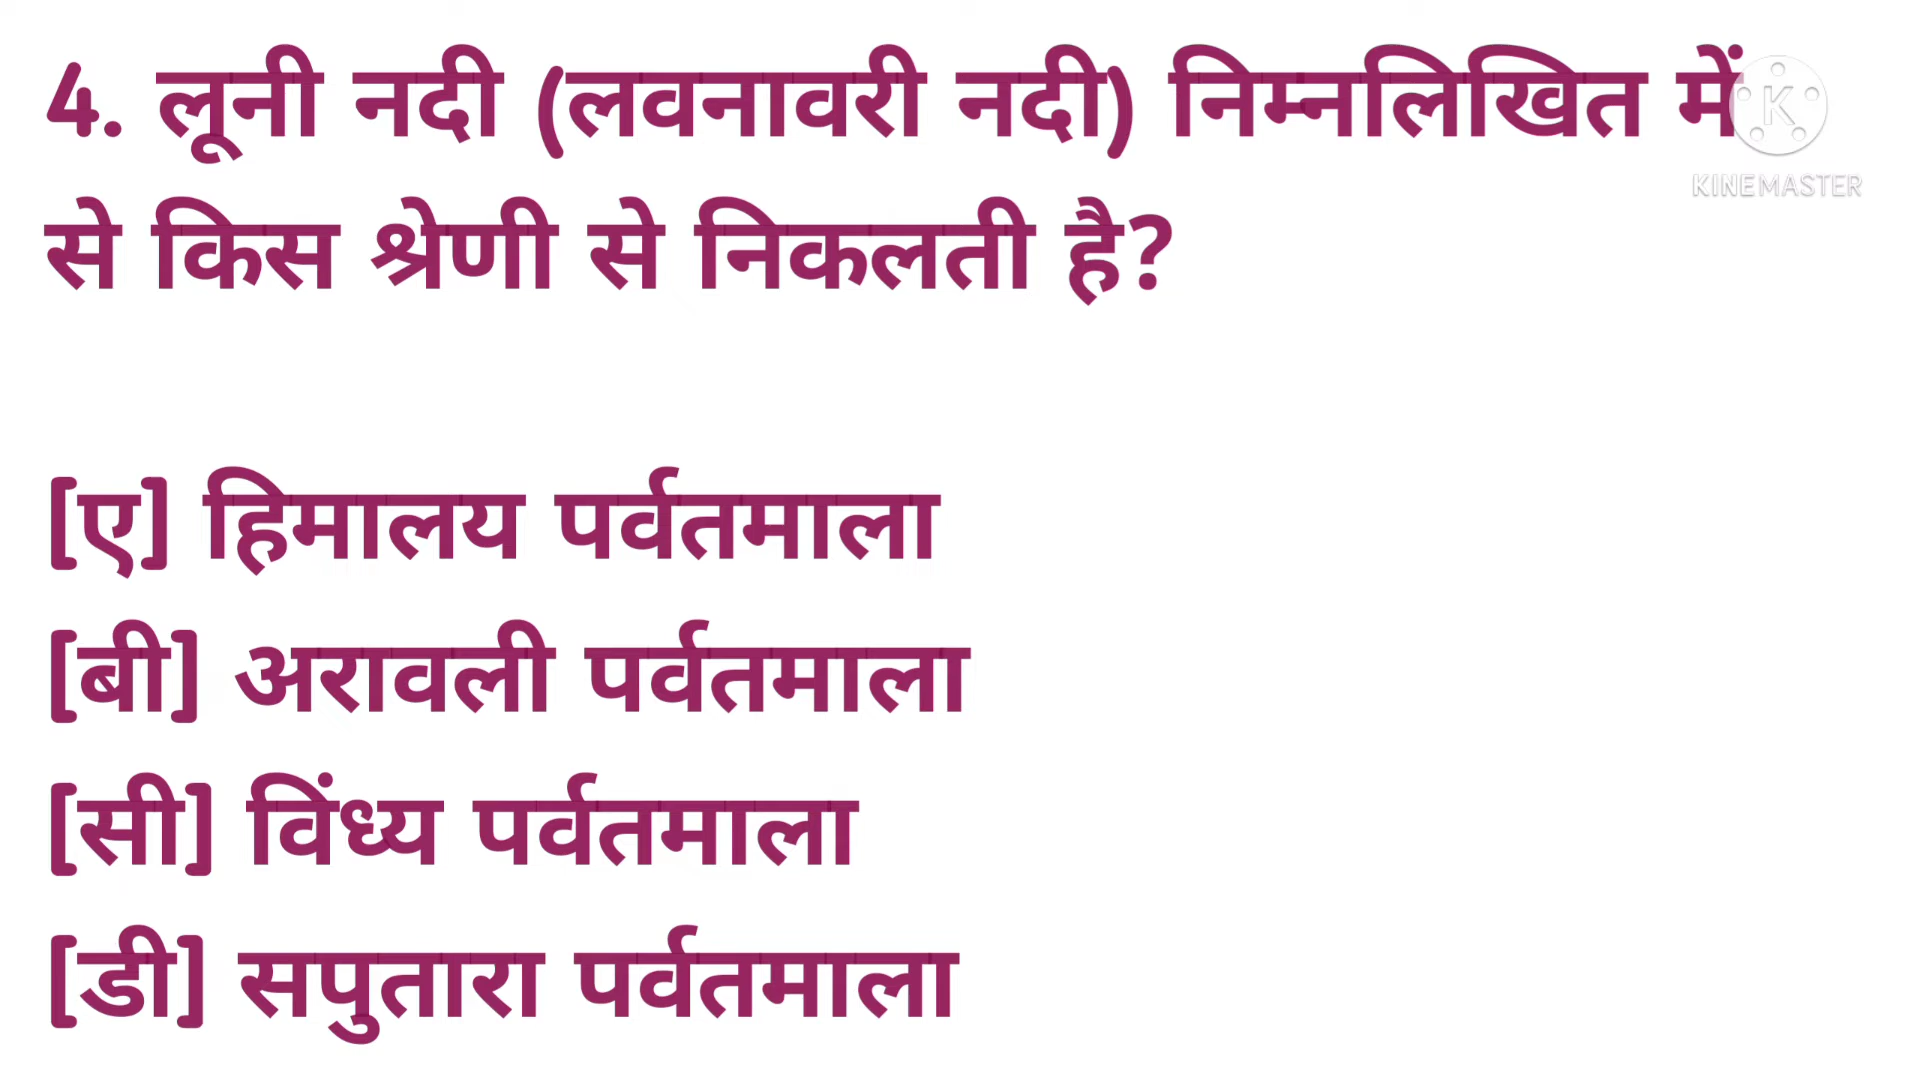 4. लूनी नदी (लवनावरी नदी) निम्नलिखित में
से किस श्रेणी से निकलती है?
[ए] हिमालय पर्वतमाला
[बी] अरावली पर्वतमाला
[सी] विंध्य पर्वतमाला
[डी] सपुतारा पर्वतमाला
K
KINEMASTER